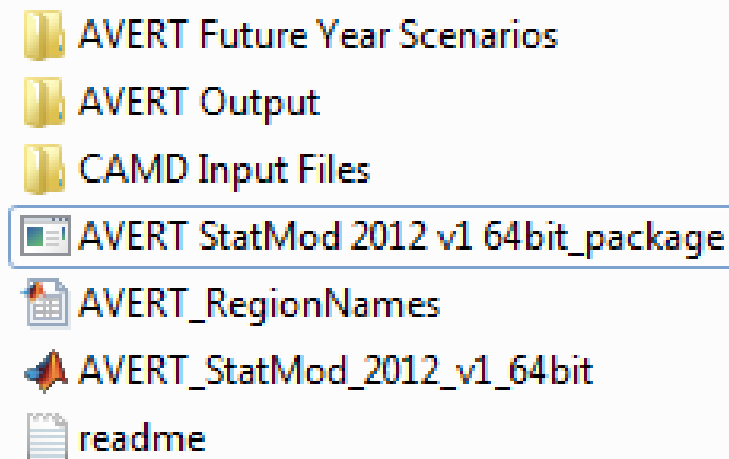 AVERT Future Year Scenarios
AVERT Output
CAMD Input Files
AVERT StatMod 2012 v1 64bit_package
AVERT_RegionNames
AVERT_StatMod_2012_v1_64bit
readme